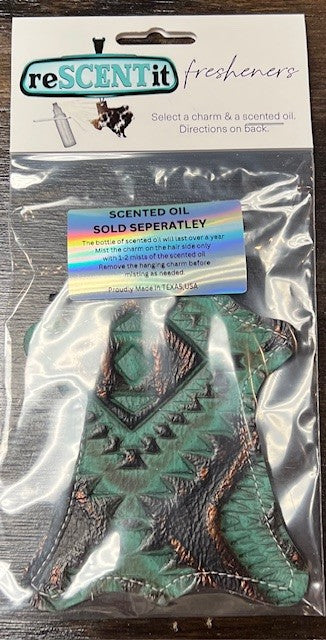 reSCENTit fresheners
Select a charm & a scented oil.
Directions on back.
SCENTED OIL
SOLD SEPERATLEY
The bottle of scented oil will last over a year
Mist the charm on the hair side only
with 1-2 mists of the scented oil
Remove the hanging charm before
misting as needed.
Proudly Made in TEXAS,USA